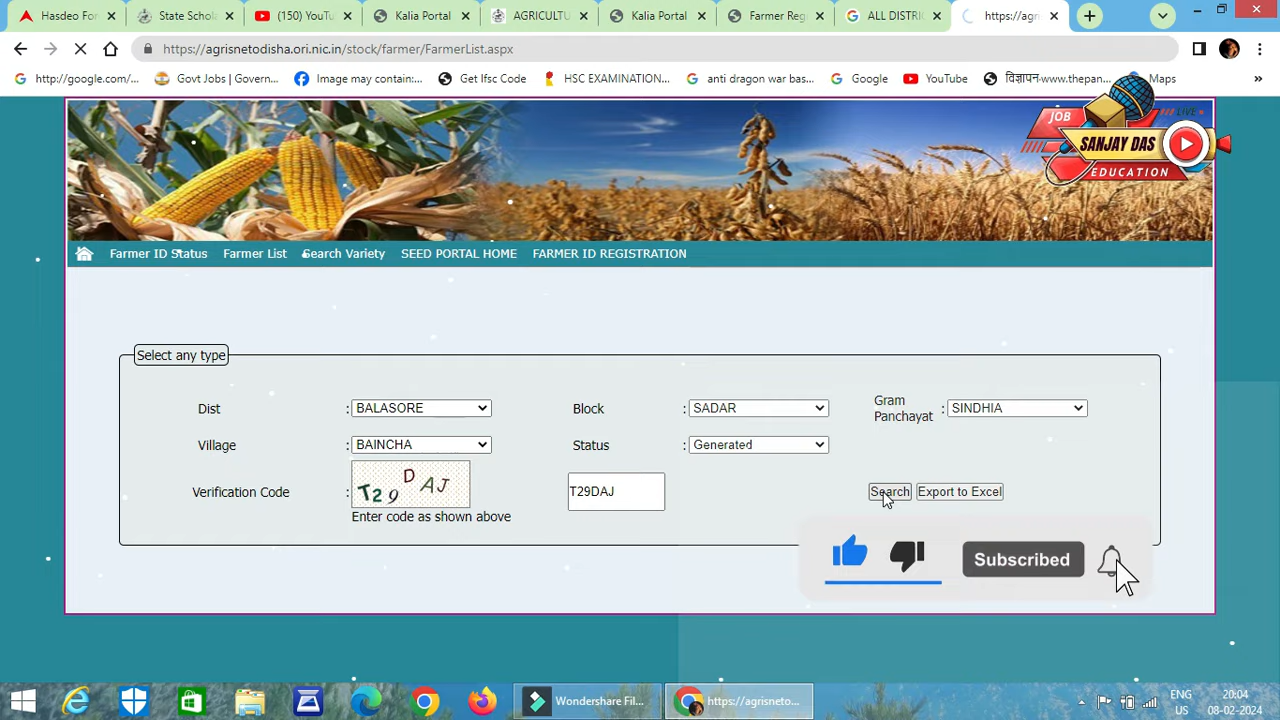 Hasdeo For
State Schola
(150) YouTu
Kalia Portal
AGRICULTU
Kalia Portal
Farmer Reg
ALL DISTRI
https://agr
https://agrisnetodisha.ori.nic.in/stock/farmer/FarmerList.aspx
http://google.com/...
Govt Jobs | Govern...
Image may contain:...
Get Ifsc Code
HSC EXAMINATION...
anti dragon war bas...
Google
YouTube
विज्ञापन-www.thepan...
Maps
JOB
LIVE
SANJAY DAS
EDUCATION
Farmer ID Status
Farmer List
Search Variety
SEED PORTAL HOME
FARMER ID REGISTRATION
Select any type
Dist : BALASORE
Block : SADAR
Gram Panchayat : SINDHIA
Village : BAINCHA
Status : Generated
Verification Code : T29DAJ
T29DAJ
Search
Export to Excel
Enter code as shown above
Subscribed
Wondershare Fil...
https://agrisneto...
ENG
US
20:04
08-02-2024